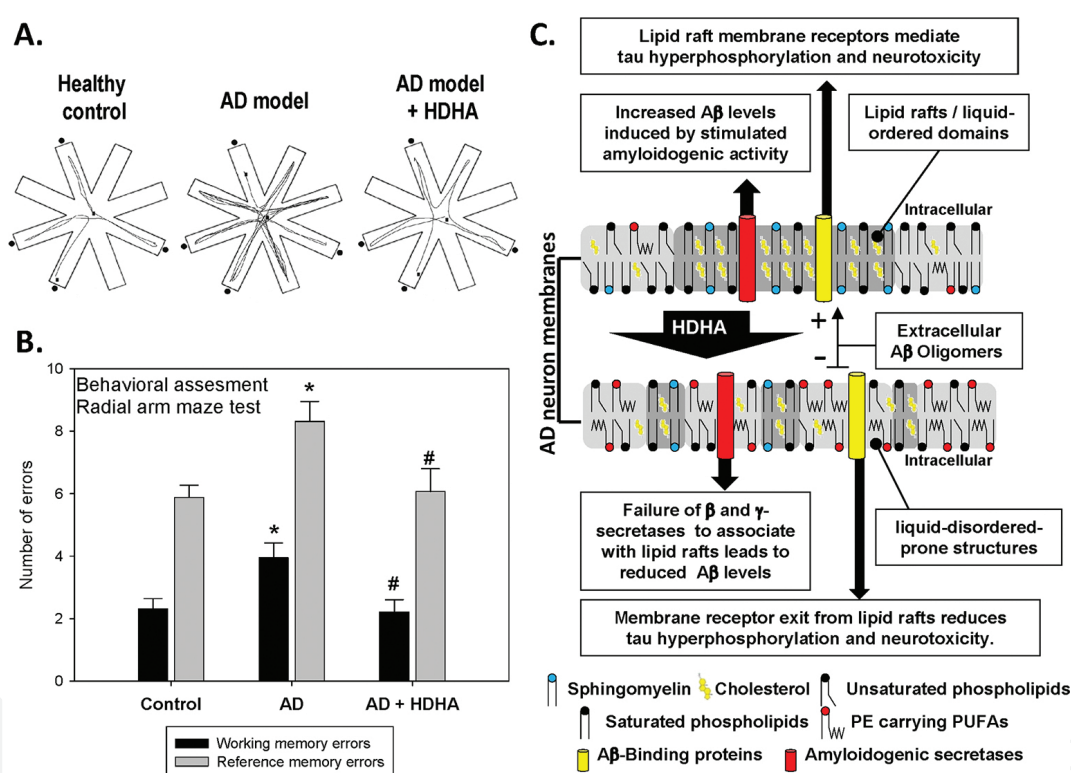 A.
Healthy
control
AD model
AD model
+ HDHA
B.
Behavioral assesment
Radial arm maze test
Number of errors
10
8
6
4
2
0
*
*
#
#
Control
AD
AD + HDHA
Working memory errors
Reference memory errors
C.
Lipid raft membrane receptors mediate
tau hyperphosphorylation and neurotoxicity
Increased Aβ levels
induced by stimulated
amyloidogenic activity
Lipid rafts / liquid-
ordered domains
Intracellular
AD neuron membranes
HDHA
+
-
Extracellular
Aβ Oligomers
Intracellular
Failure of β and γ-
secretases to associate
with lipid rafts leads to
reduced Aβ levels
liquid-disordered-
prone structures
Membrane receptor exit from lipid rafts reduces
tau hyperphosphorylation and neurotoxicity.
Sphingomyelin
Cholesterol
Unsaturated phospholipids
Saturated phospholipids
PE carrying PUFAs
Aβ-Binding proteins
Amyloidogenic secretases